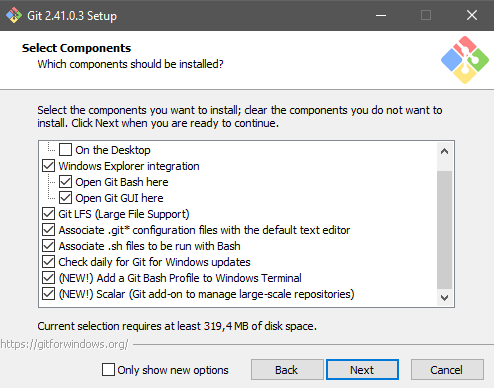 Git 2.41.0.3 Setup
Select Components
Which components should be installed?
Select the components you want to install; clear the components you do not want to
install. Click Next when you are ready to continue.
On the Desktop
Windows Explorer integration
Open Git Bash here
Open Git GUI here
Git LFS (Large File Support)
Associate .git* configuration files with the default text editor
Associate .sh files to be run with Bash
Check daily for Git for Windows updates
(NEW!) Add a Git Bash Profile to Windows Terminal
(NEW!) Scalar (Git add-on to manage large-scale repositories)
Current selection requires at least 319,4 MB of disk space.
https://gitforwindows.org/
Only show new options
Back
Next
Cancel